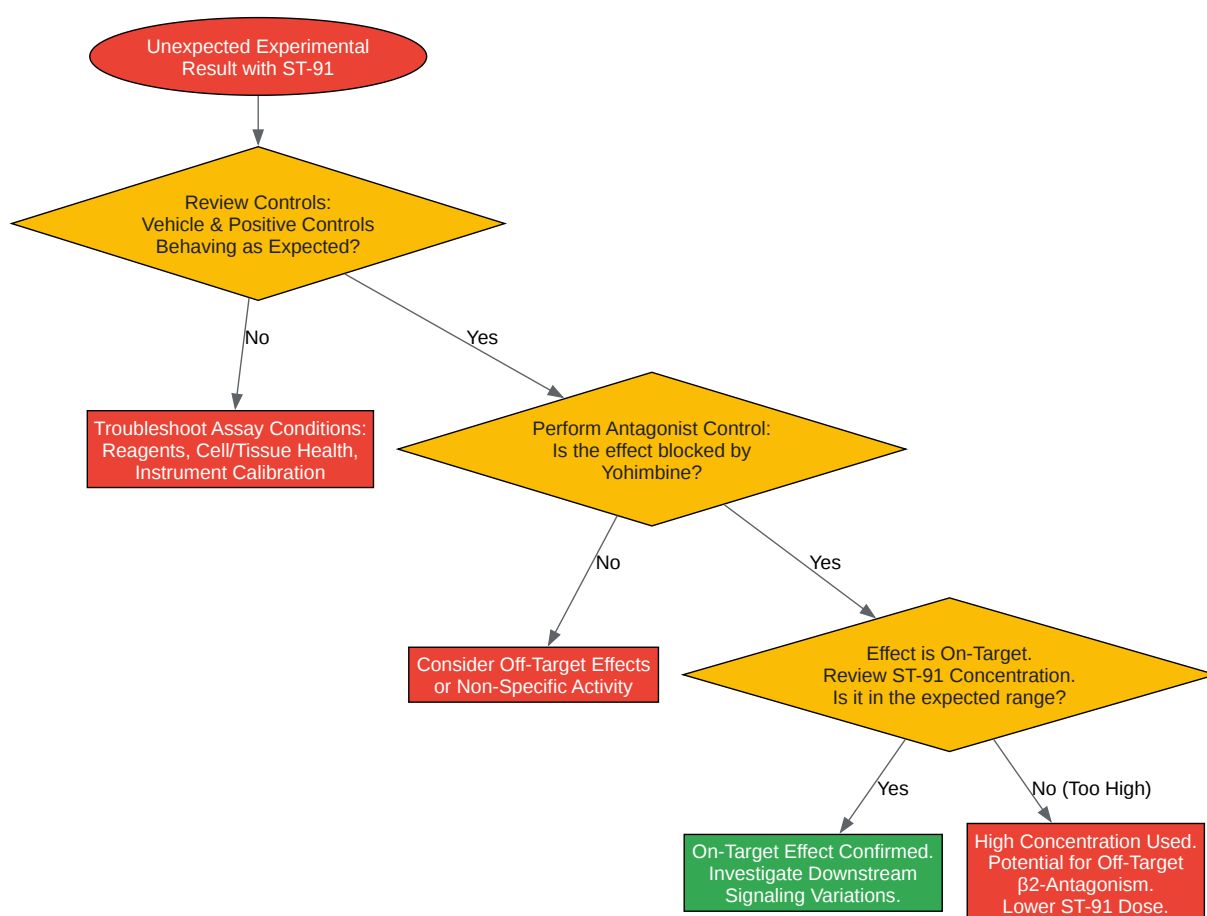 Unexpected Experimental
Result with ST-91
Review Controls:
Vehicle & Positive Controls
Behaving as Expected?
No
Yes
Troubleshoot Assay Conditions:
Reagents, Cell/Tissue Health,
Instrument Calibration
Perform Antagonist Control:
Is the effect blocked by
Yohimbine?
No
Yes
Consider Off-Target Effects
or Non-Specific Activity
Effect is On-Target.
Review ST-91 Concentration.
Is it in the expected range?
Yes
No (Too High)
On-Target Effect Confirmed.
Investigate Downstream
Signaling Variations.
High Concentration Used.
Potential for Off-Target
β2-Antagonism.
Lower ST-91 Dose.